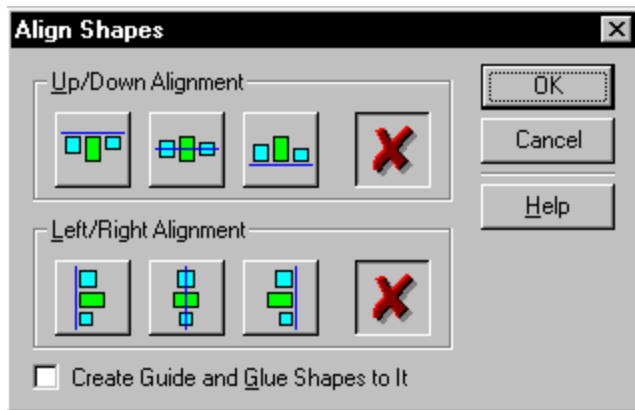 Align Shapes
Up/Down Alignment
OK
Cancel
Help
Left/Right Alignment
Create Guide and Glue Shapes to It